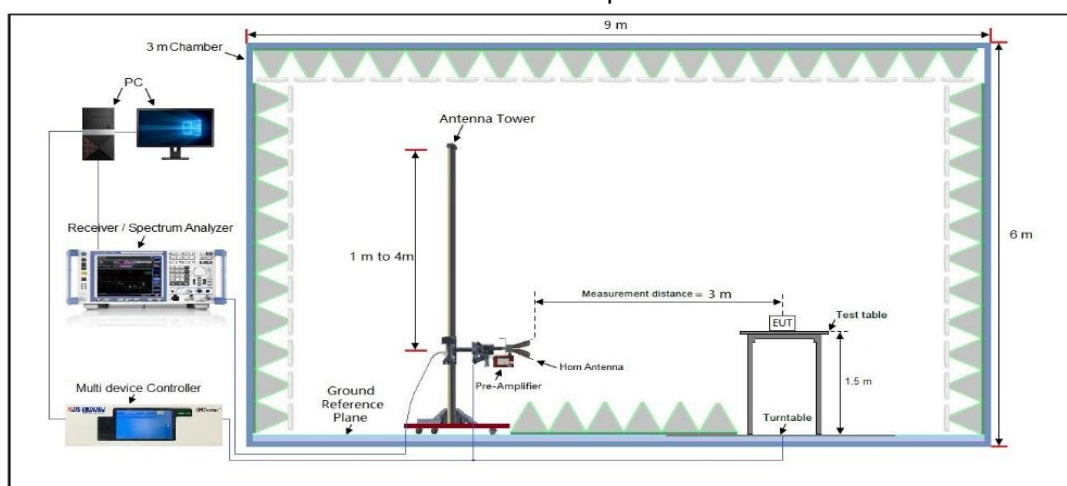 9 m
3 m Chamber
PC
Antenna Tower
Receiver / Spectrum Analyzer
1 m to 4m
6 m
Measurement distance = 3 m
EUT
Test table
Horn Antenna
Pre-Amplifier
1.5 m
Multi device Controller
Ground
Reference
Plane
Turntable